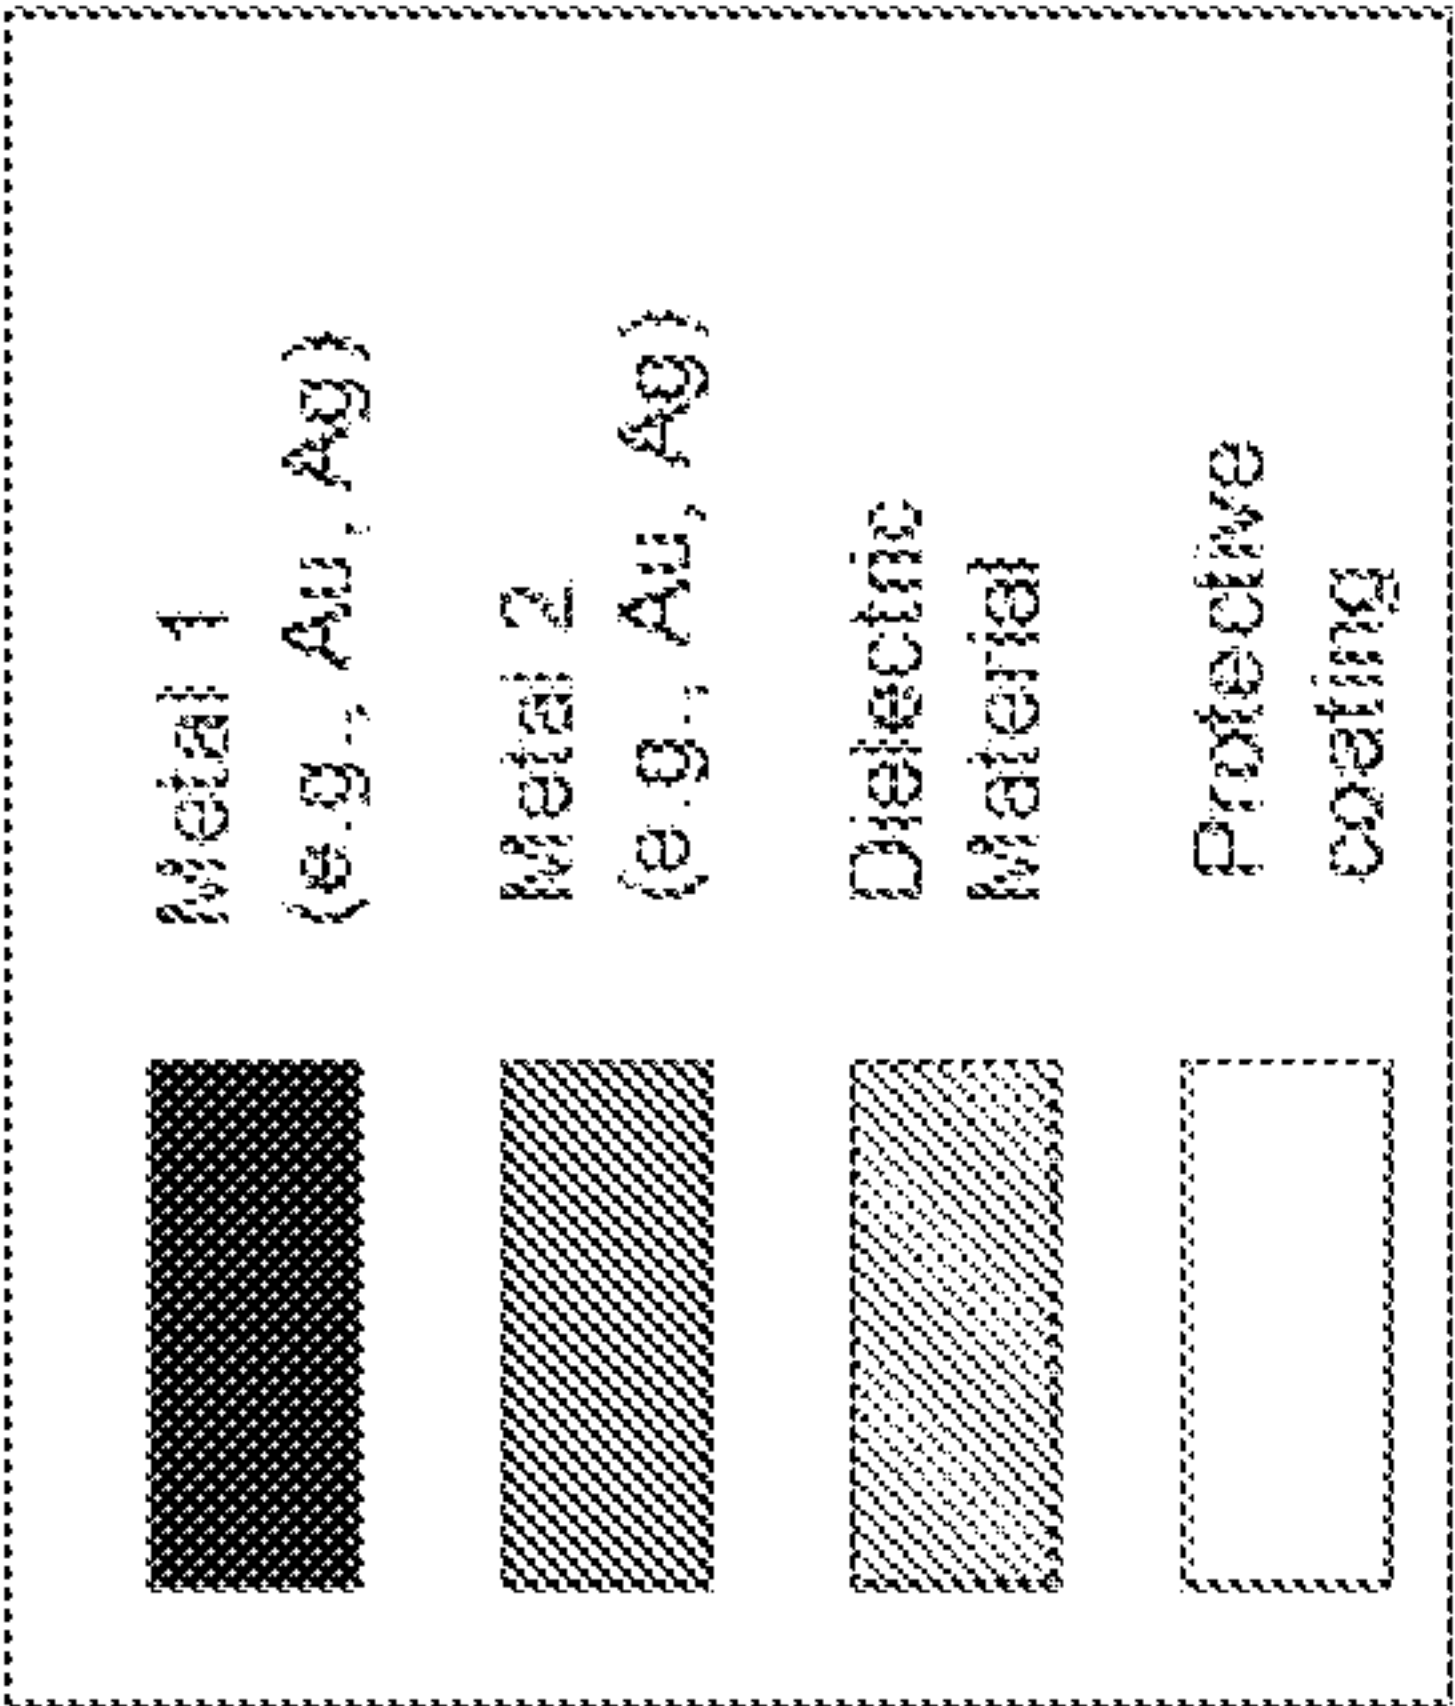 Metal 1
(e.g., Au, Ag)
Metal 2
(e.g., Au, Ag)
Dielectric
Material
Protective
coating